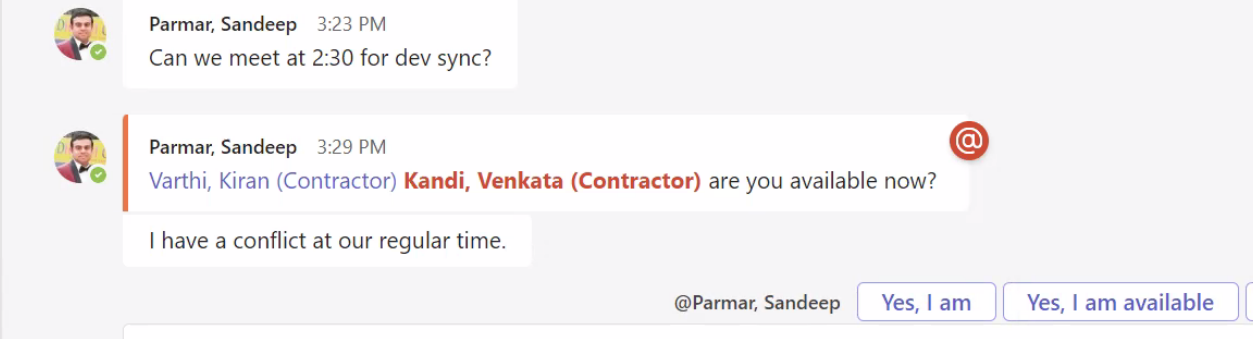 Parmar, Sandeep 3:23 PM
Can we meet at 2:30 for dev sync?
Parmar, Sandeep 3:29 PM
@
Varthi, Kiran (Contractor) Kandi, Venkata (Contractor) are you available now?
I have a conflict at our regular time.
@Parmar, Sandeep Yes, I am Yes, I am available